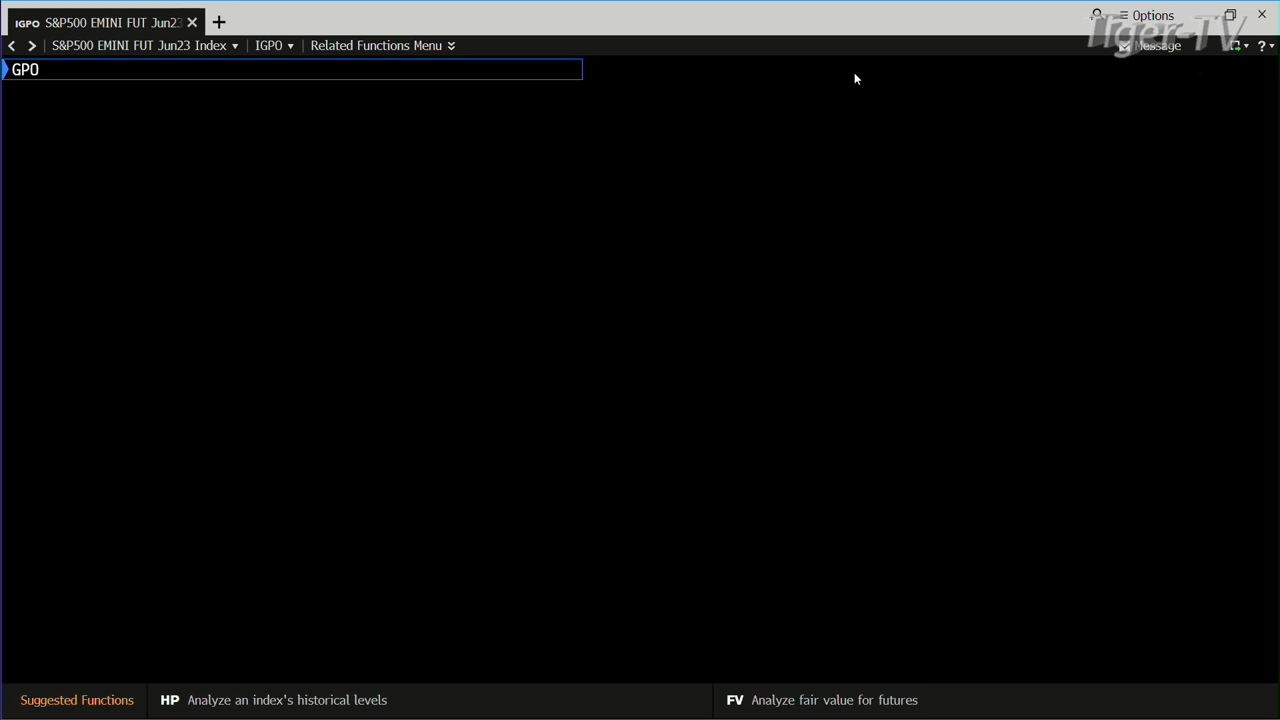 IGPO S&P500 EMINI FUT Jun23
Options
S&P500 EMINI FUT Jun23 Index IGPO Related Functions Menu
Message
Tiger-TV
GPO
Suggested Functions HP Analyze an index's historical levels FV Analyze fair value for futures